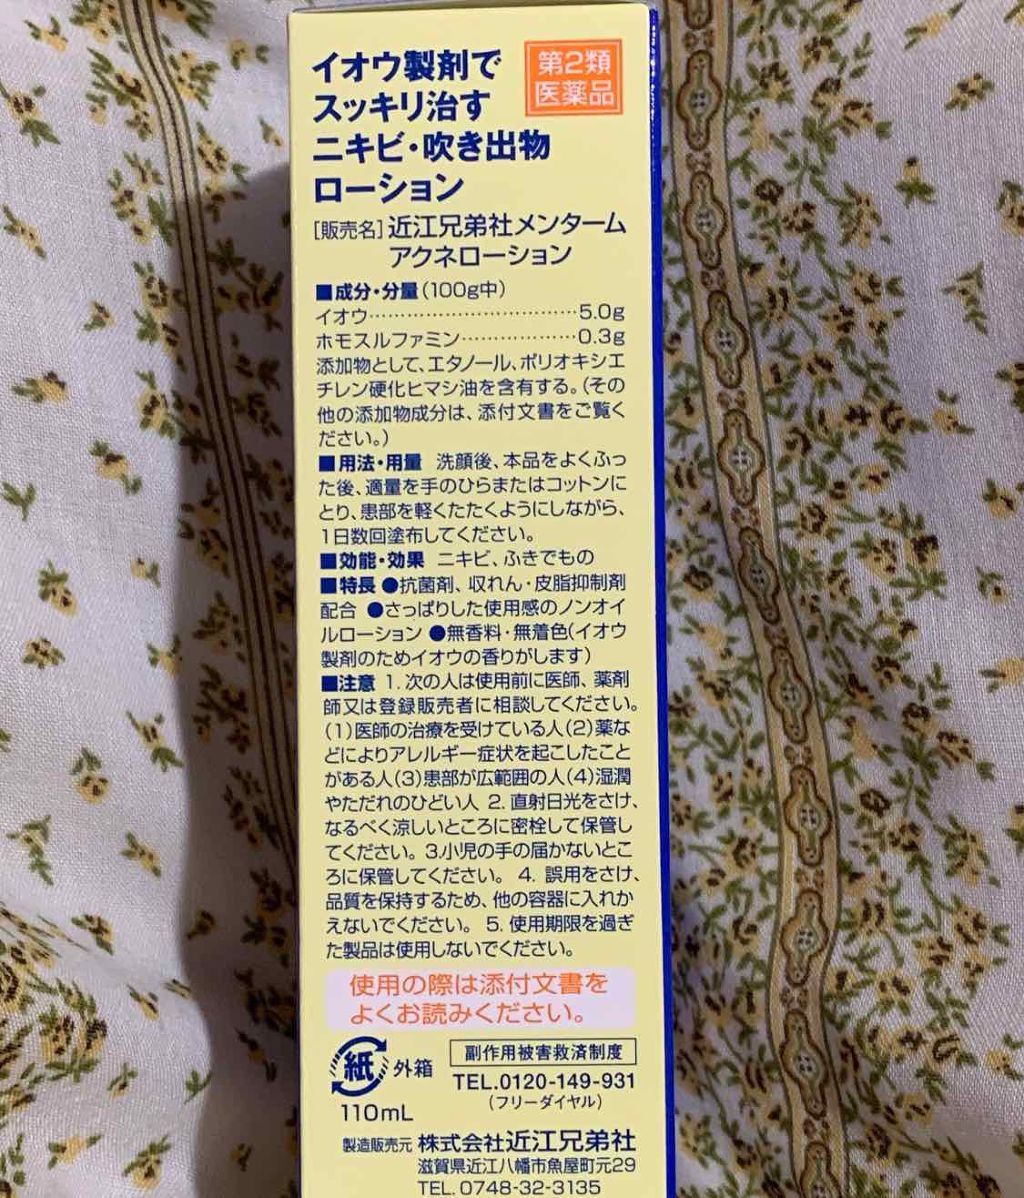 イオウ製剤で
スッキリ治す
ニキビ・吹き出物
ローション
第2類
医薬品
[販売名]近江兄弟社メンターム
アクネローション
■成分・分量(100g中)
イオウ…………………………5.0g
ホモスルファミン………………0.3g
添加物として、エタノール、ポリオキシエ
チレン硬化ヒマシ油を含有する。(その
他の添加物成分は、添付文書をご覧く
ださい。)
■用法・用量 洗顔後、本品をよくふっ
た後、適量を手のひらまたはコットンに
とり、患部を軽くたたくようにしながら、
1日数回塗布してください。
■効能・効果 ニキビ、ふきでもの
■特長 ●抗菌剤、収れん・皮脂抑制剤
配合 ●さっぱりした使用感のノンオイ
ルローション ●無香料・無着色(イオウ
製剤のためイオウの香りがします)
■注意 1. 次の人は使用前に医師、薬剤
師又は登録販売者に相談してください。
(1)医師の治療を受けている人(2)薬な
どによりアレルギー症状を起こしたこと
がある人(3)患部が広範囲の人(4)湿潤
やただれのひどい人 2. 直射日光をさけ、
なるべく涼しいところに密栓して保管し
てください。3.小児の手の届かないとこ
ろに保管してください。 4. 誤用をさけ、
品質を保持するため、他の容器に入れか
えないでください。 5. 使用期限を過ぎ
た製品は使用しないでください。
使用の際は添付文書を
よくお読みください。
紙 外箱
副作用被害救済制度
TEL.0120-149-931
(フリーダイヤル)
110mL
製造販売元 株式会社近江兄弟社
滋賀県近江八幡市魚屋町元29
TEL. 0748-32-3135